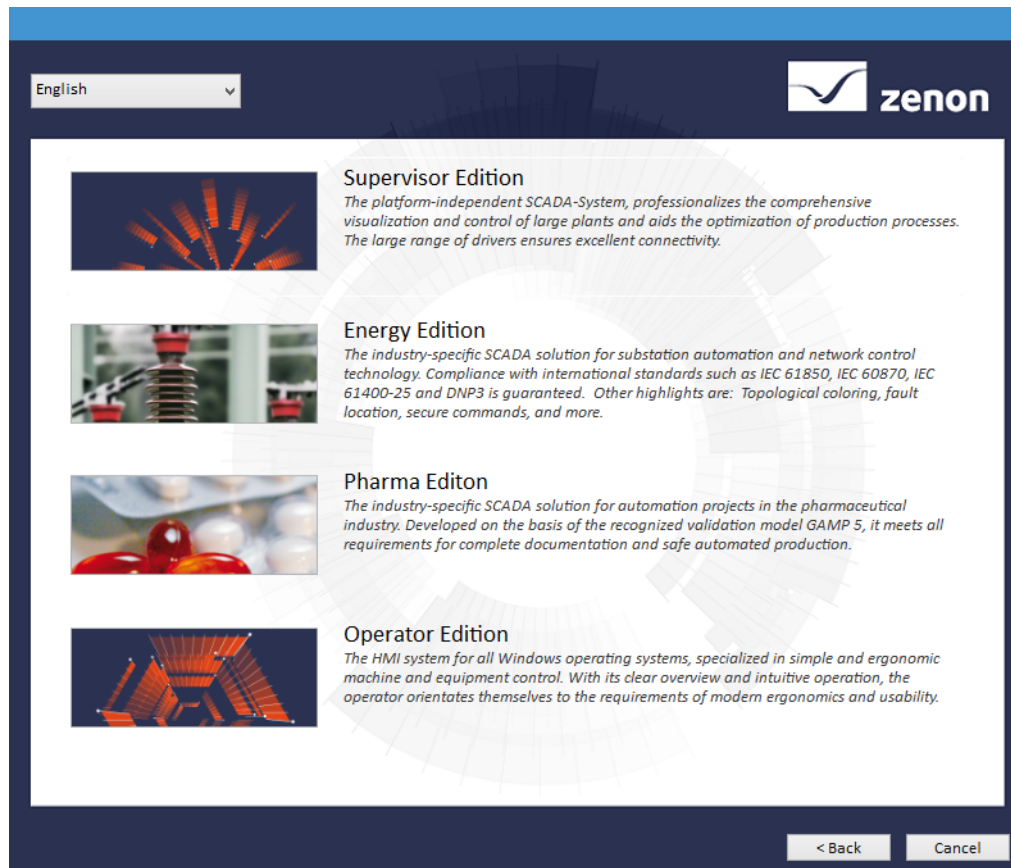 English
zenon
Supervisor Edition
The platform-independent SCADA-System, professionalizes the comprehensive
visualization and control of large plants and aids the optimization of production processes.
The large range of drivers ensures excellent connectivity.
Energy Edition
The industry-specific SCADA solution for substation automation and network control
technology. Compliance with international standards such as IEC 61850, IEC 60870, IEC
61400-25 and DNP3 is guaranteed.  Other highlights are:  Topological coloring, fault
location, secure commands, and more.
Pharma Editon
The industry-specific SCADA solution for automation projects in the pharmaceutical
industry. Developed on the basis of the recognized validation model GAMP 5, it meets all
requirements for complete documentation and safe automated production.
Operator Edition
The HMI system for all Windows operating systems, specialized in simple and ergonomic
machine and equipment control. With its clear overview and intuitive operation, the
operator orientates themselves to the requirements of modern ergonomics and usability.
< Back
Cancel